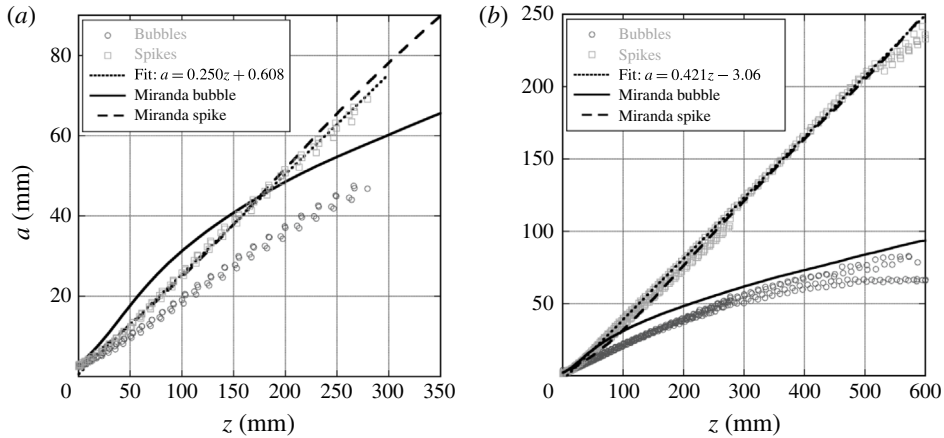 (a)
80
60
40
20
0
50
100
150
200
250
300
350
a (mm)
z (mm)
Bubbles
Spikes
Fit: a = 0.250z + 0.608
Miranda bubble
Miranda spike
(b)
250
200
150
100
50
0
100
200
300
400
500
600
z (mm)
Bubbles
Spikes
Fit: a = 0.421z − 3.06
Miranda bubble
Miranda spike